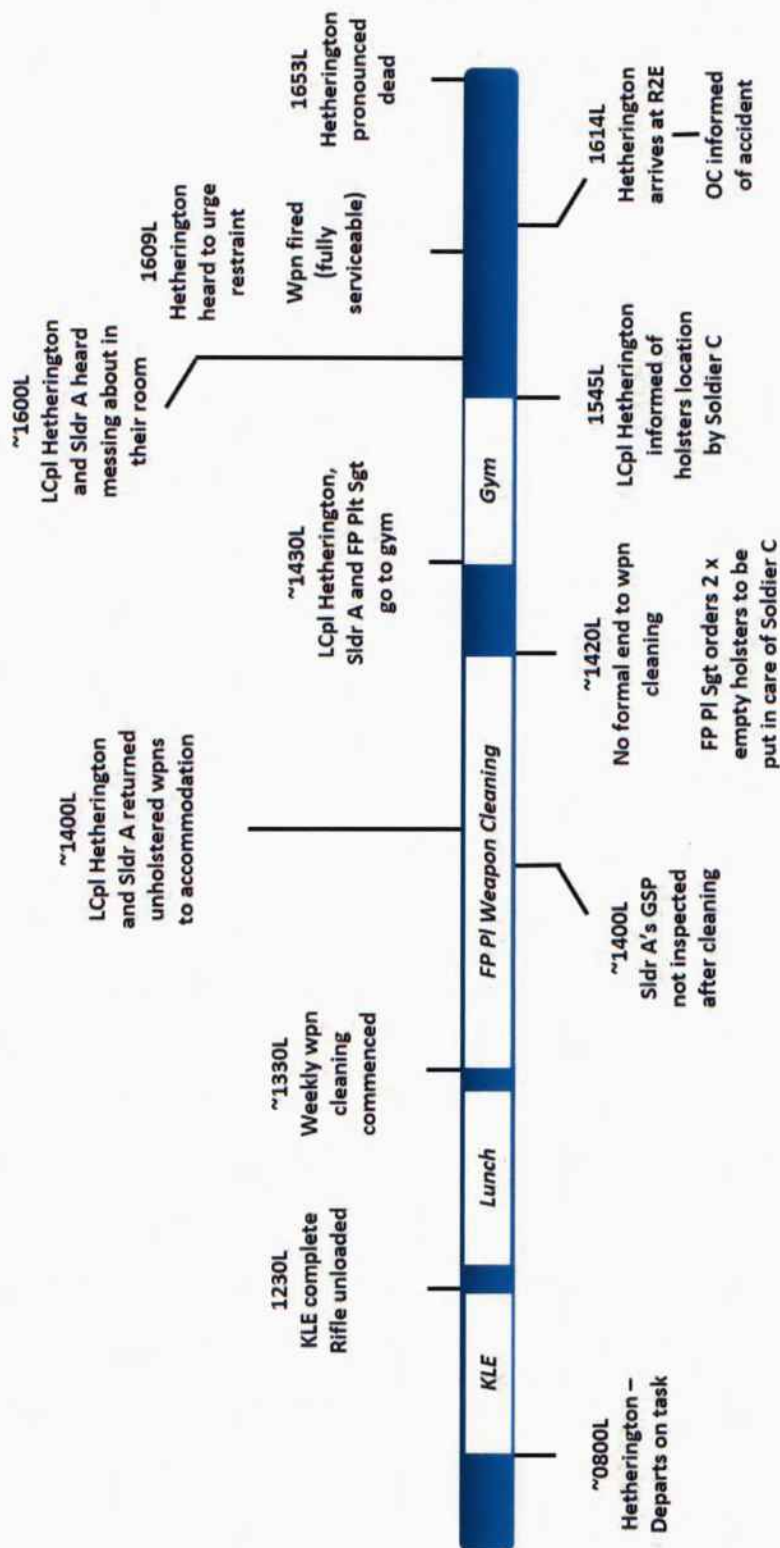 ~0800L
Hetherington –
Departs on task
KLE
1230L
KLE complete
Rifle unloaded
Lunch
~1330L
Weekly wpn
cleaning
commenced
FP Pl Weapon Cleaning
~1400L
LCpl Hetherington
and Sldr A returned
unholstered wpns
to accommodation
~1400L
Sldr A's GSP
not inspected
after cleaning
~1420L
No formal end to wpn
cleaning
FP Pl Sgt orders 2 x
empty holsters to be
put in care of Soldier C
~1430L
LCpl Hetherington,
Sldr A and FP Plt Sgt
go to gym
Gym
1545L
LCpl Hetherington
informed of
holsters location
by Soldier C
~1600L
LCpl Hetherington
and Sldr A heard
messing about in
their room
1609L
Hetherington
heard to urge
restraint
Wpn fired
(fully
serviceable)
1614L
Hetherington
arrives at R2E
OC informed
of accident
1653L
Hetherington
pronounced
dead